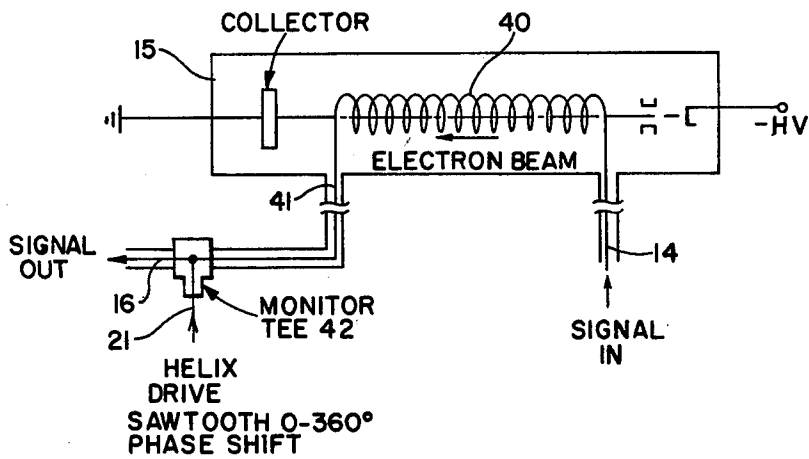 COLLECTOR
40
15
-HV
ELECTRON BEAM
41
14
SIGNAL
OUT
16
MONITOR
TEE 42
21
SIGNAL
IN
HELIX
DRIVE
SAWTOOTH 0-360°
PHASE SHIFT